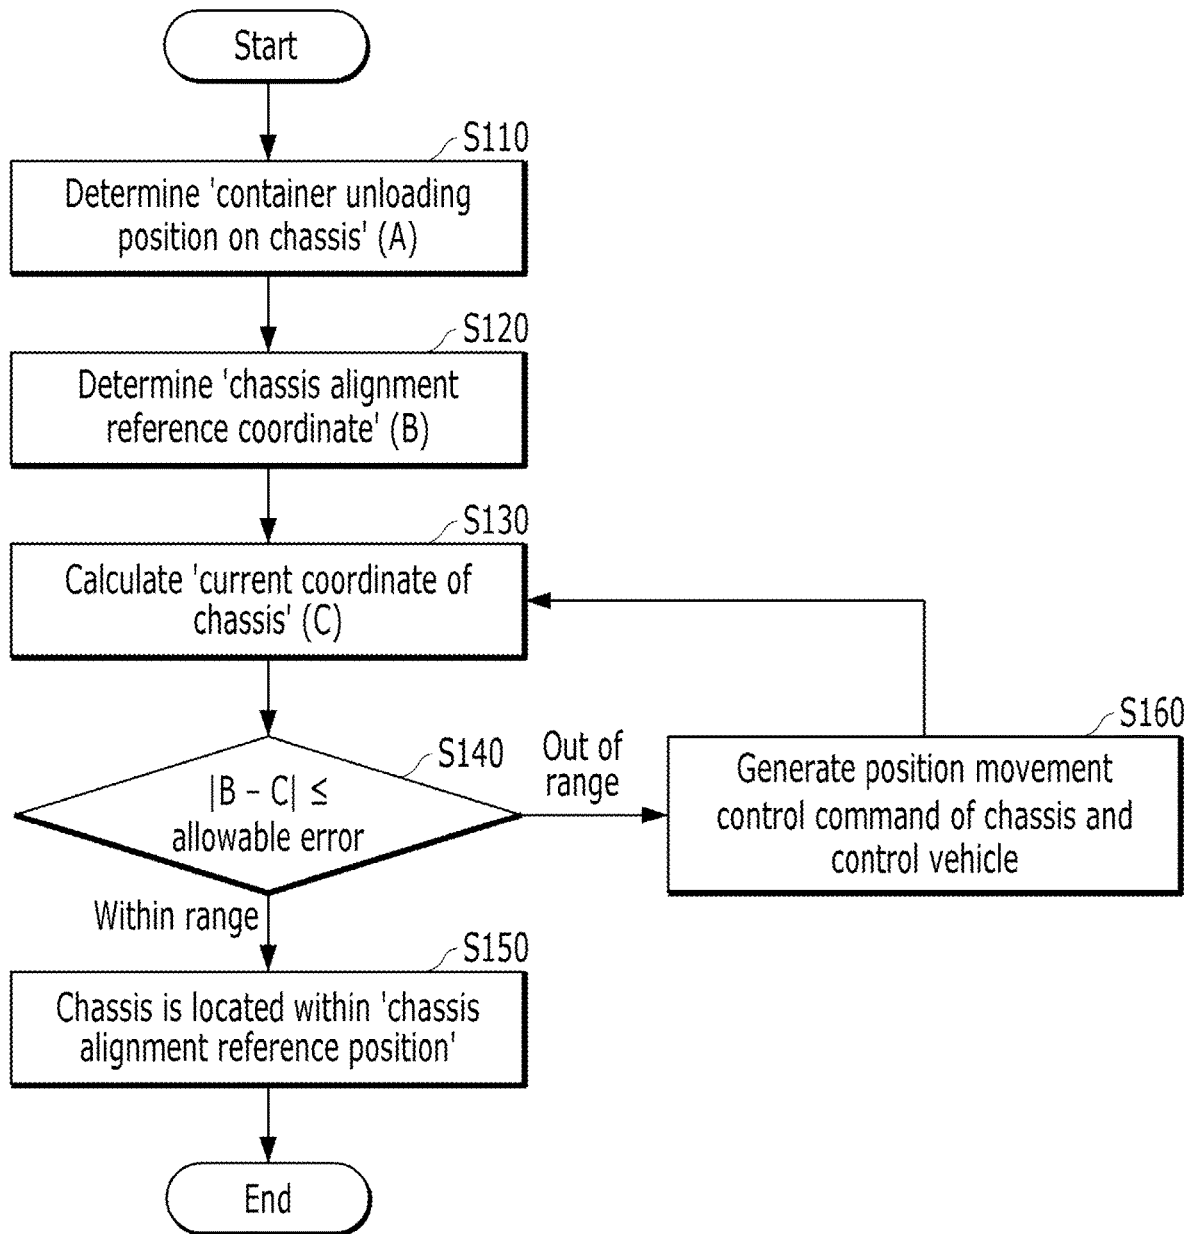 Start
S110
Determine 'container unloading
position on chassis' (A)
S120
Determine 'chassis alignment
reference coordinate' (B)
S130
Calculate 'current coordinate of
chassis' (C)
S140
|B – C| ≤
allowable error
Out of
range
S160
Generate position movement
control command of chassis and
control vehicle
Within range
S150
Chassis is located within 'chassis
alignment reference position'
End